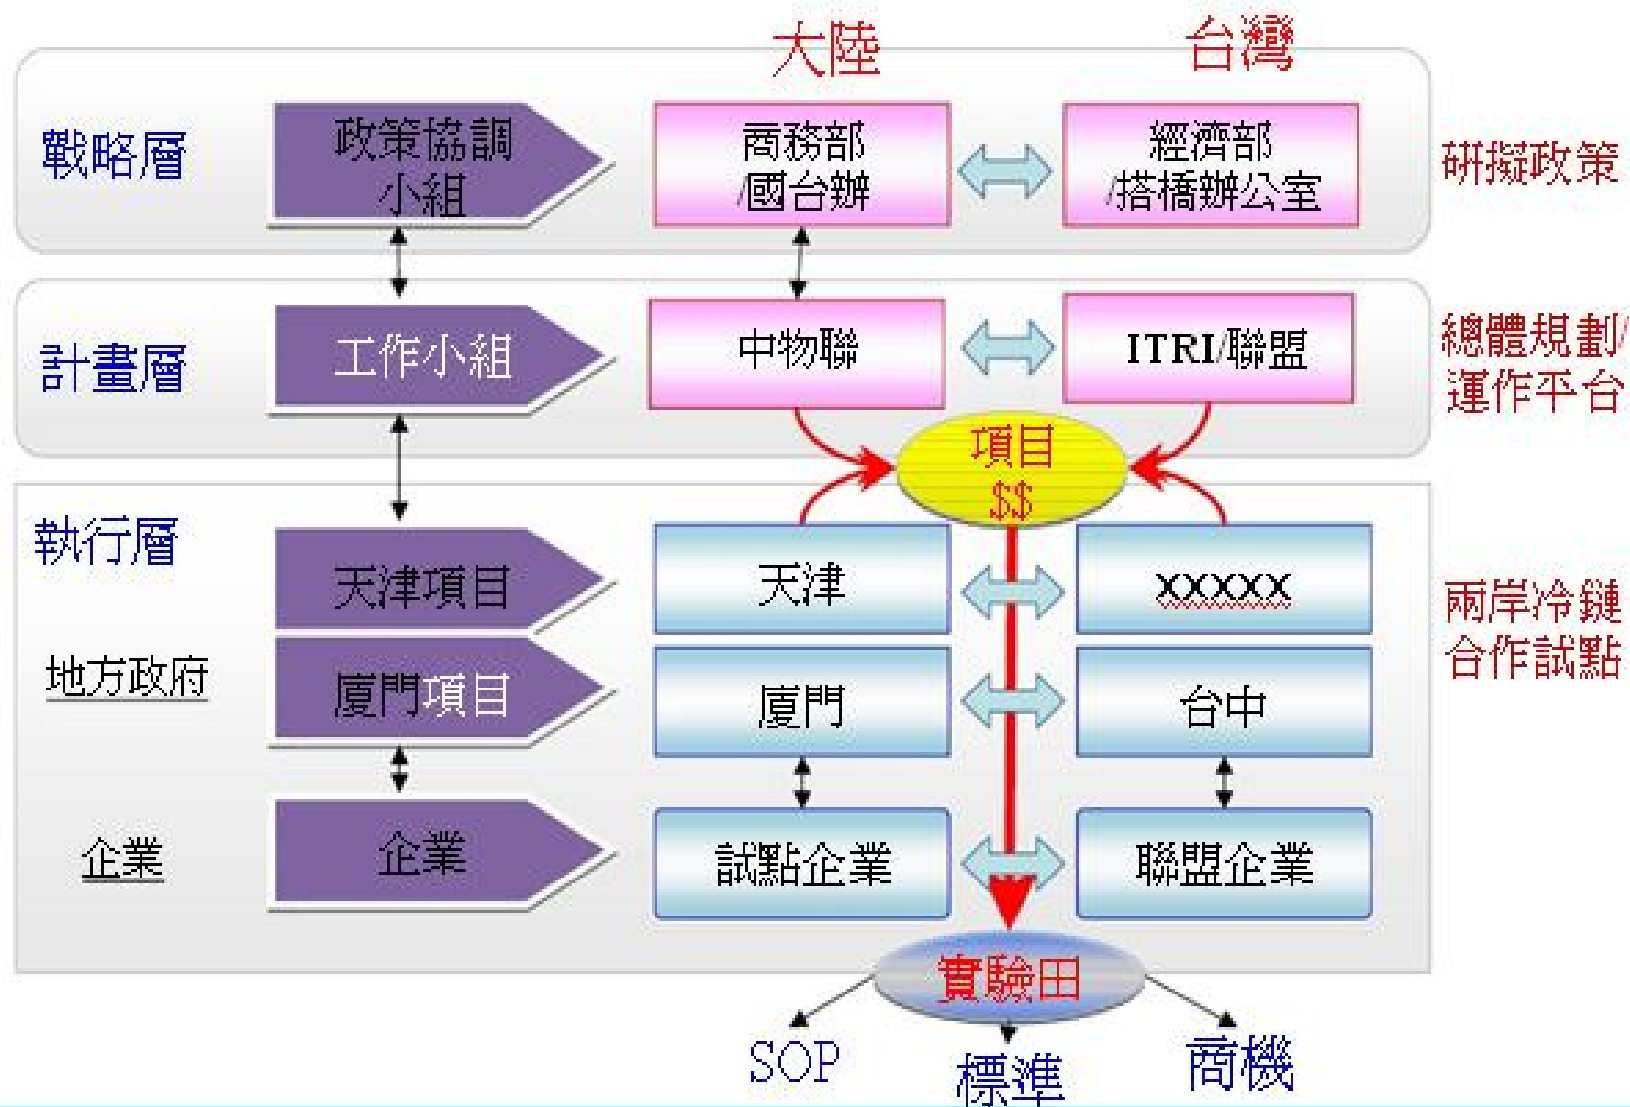 大陸
台灣
戰略層
政策協調
小組
商務部
/國台辦
經濟部
/搭橋辦公室
研擬政策
計畫層
工作小組
中物聯
ITRI/聯盟
總體規劃/
運作平台
項目
$$
執行層
天津項目
天津
XXXXX
兩岸冷鏈
合作試點
地方政府
廈門項目
廈門
台中
企業
企業
試點企業
聯盟企業
實驗田
SOP
標準
商機